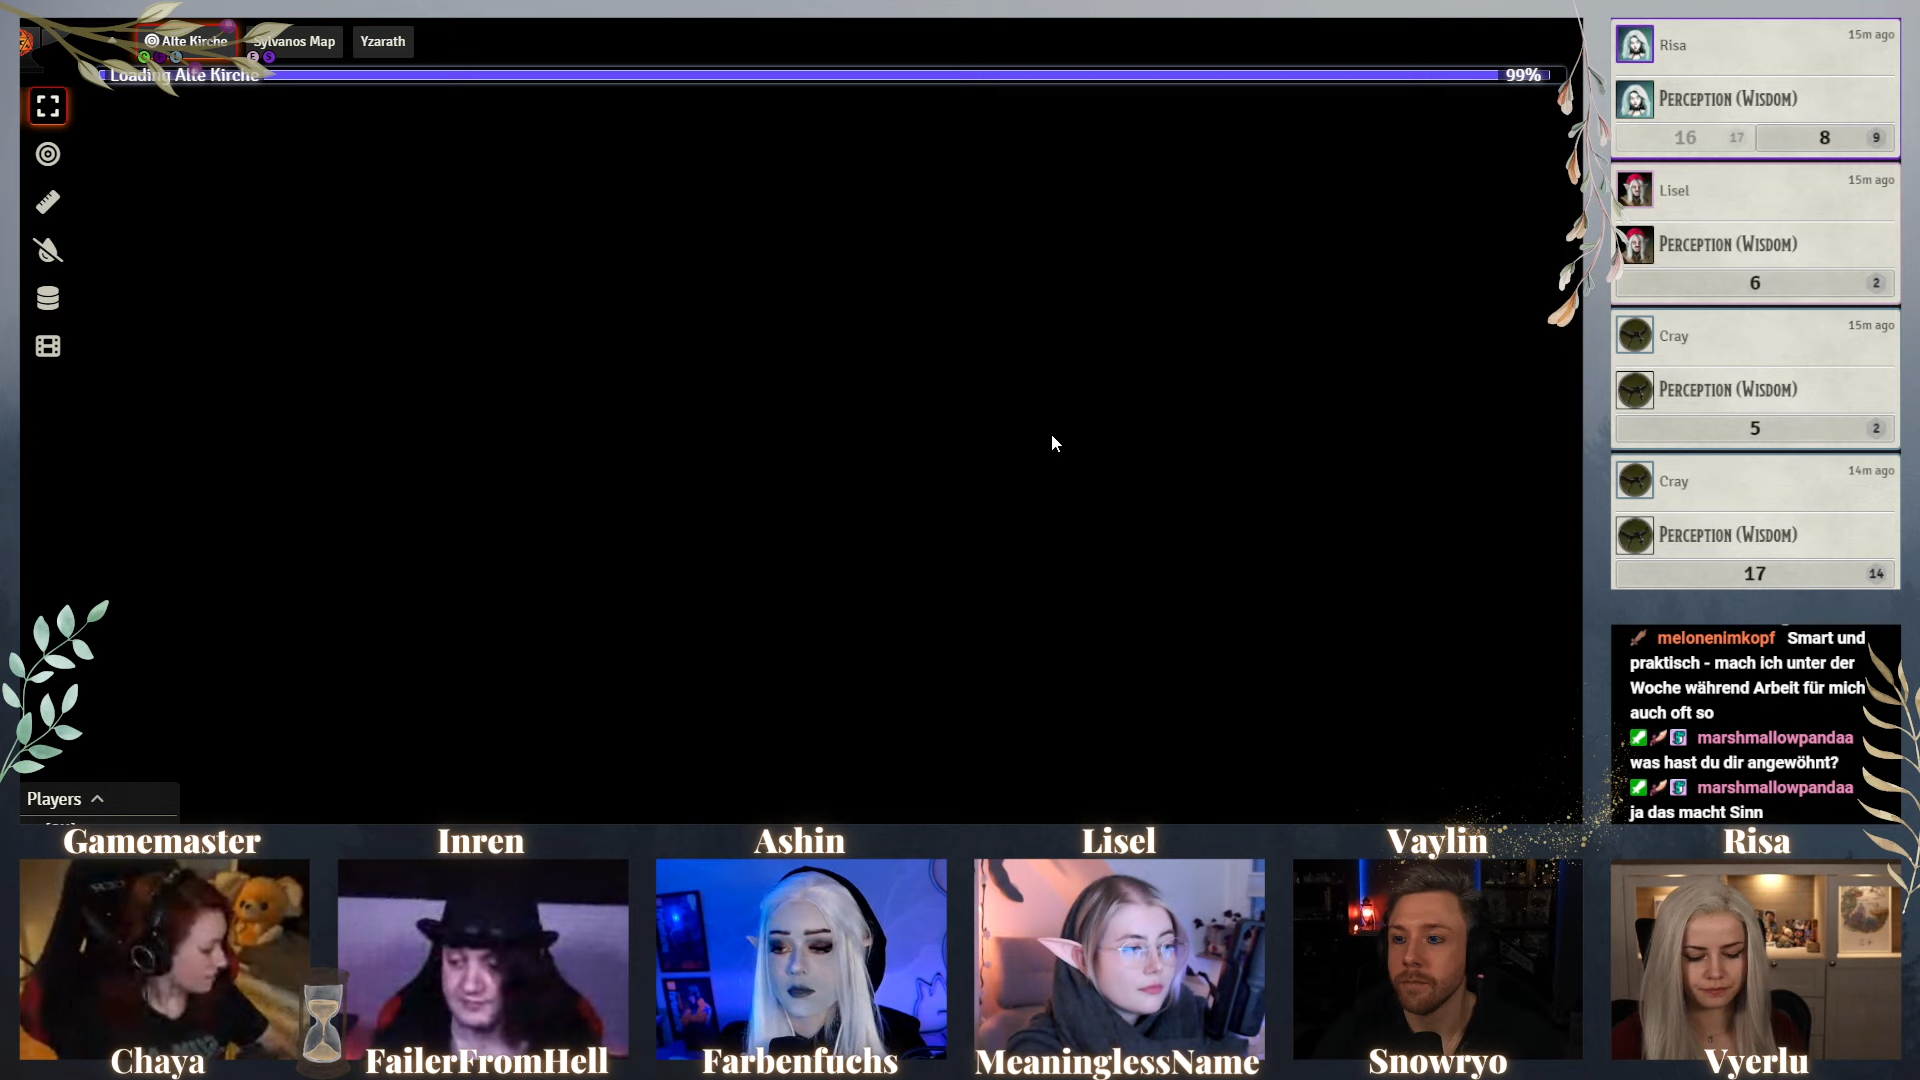 Alte Kirche
Sylvanos Map
Yzarath
Loading Alte Kirche
99%
Risa
15m ago
Perception (Wisdom)
16 17 8 9
Lisel
15m ago
Perception (Wisdom)
6 2
Cray
15m ago
Perception (Wisdom)
5 2
Cray
14m ago
Perception (Wisdom)
17 14
melonenimkopf Smart und
praktisch - mach ich unter der
Woche während Arbeit für mich
auch oft so
marshmallowpandaa
was hast du dir angewöhnt?
marshmallowpandaa
ja das macht Sinn
Players
Gamemaster
Inren
Ashin
Lisel
Vaylin
Risa
Chaya
FailerFromHell
Farbenfuchs
MeaninglessName
Snowryo
Vyerlu